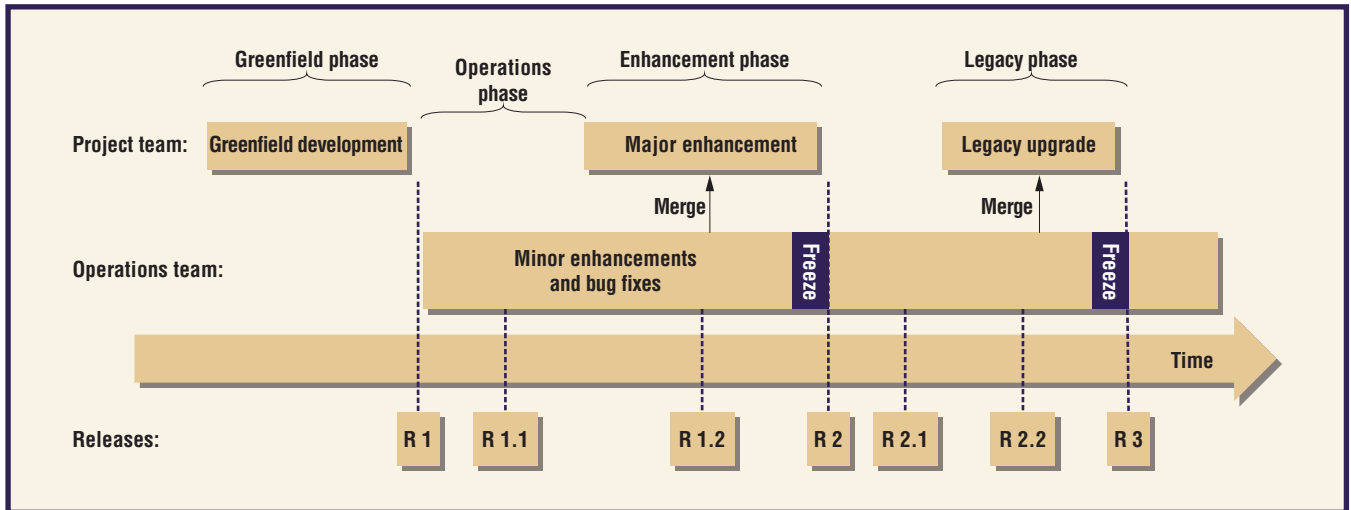 Greenfield phase
Operations
phase
Enhancement phase
Legacy phase
Project team:
Greenfield development
Major enhancement
Legacy upgrade
Merge
Merge
Operations team:
Minor enhancements
and bug fixes
Freeze
Freeze
Time
Releases:
R 1
R 1.1
R 1.2
R 2
R 2.1
R 2.2
R 3